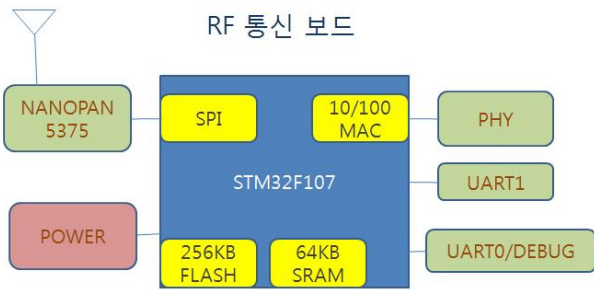 RF 통신 보드
NANOPAN
5375
SPI
10/100
MAC
PHY
STM32F107
UART1
POWER
256KB
FLASH
64KB
SRAM
UART0/DEBUG